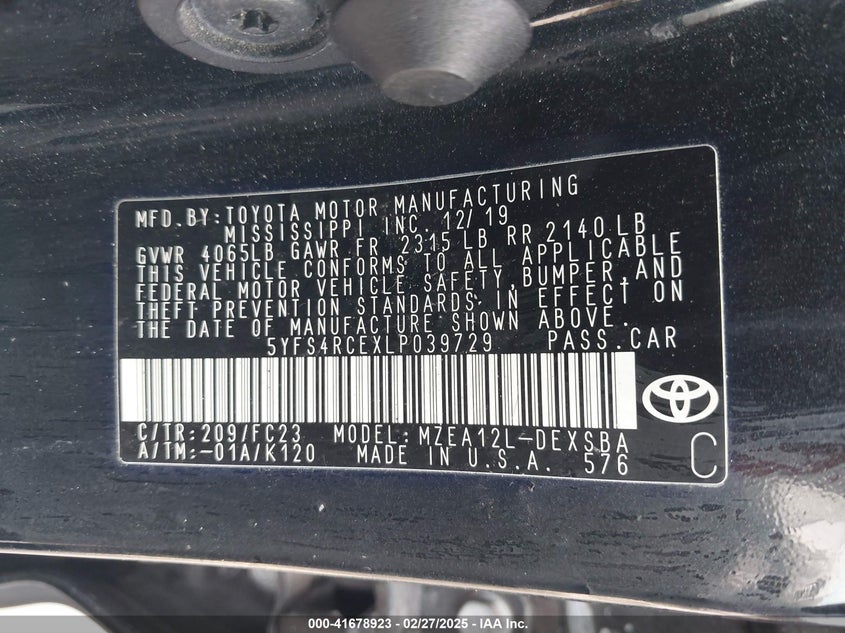 MFD.BY:TOYOTA MOTOR MANUFACTURING
MISSISSIPPI INC. 12/19
GVWR 4065LB GAWR FR 2315LB RR 2140LB
THIS VEHICLE CONFORMS TO ALL APPLICABLE
FEDERAL MOTOR VEHICLE SAFETY,BUMPER,AND
THEFT PREVENTION STANDARDS IN EFFECT ON
THE DATE OF MANUFACTURE SHOWN ABOVE.
5YFS4RCEXLP039729 PASS.CAR
C/TR:209/FC23 MODEL:MZEA12L-DEXSBA
A/TM:-01A/K120 MADE IN U.S.A. 576
C
000-41678923 - 02/27/2025 - IAAI Inc.